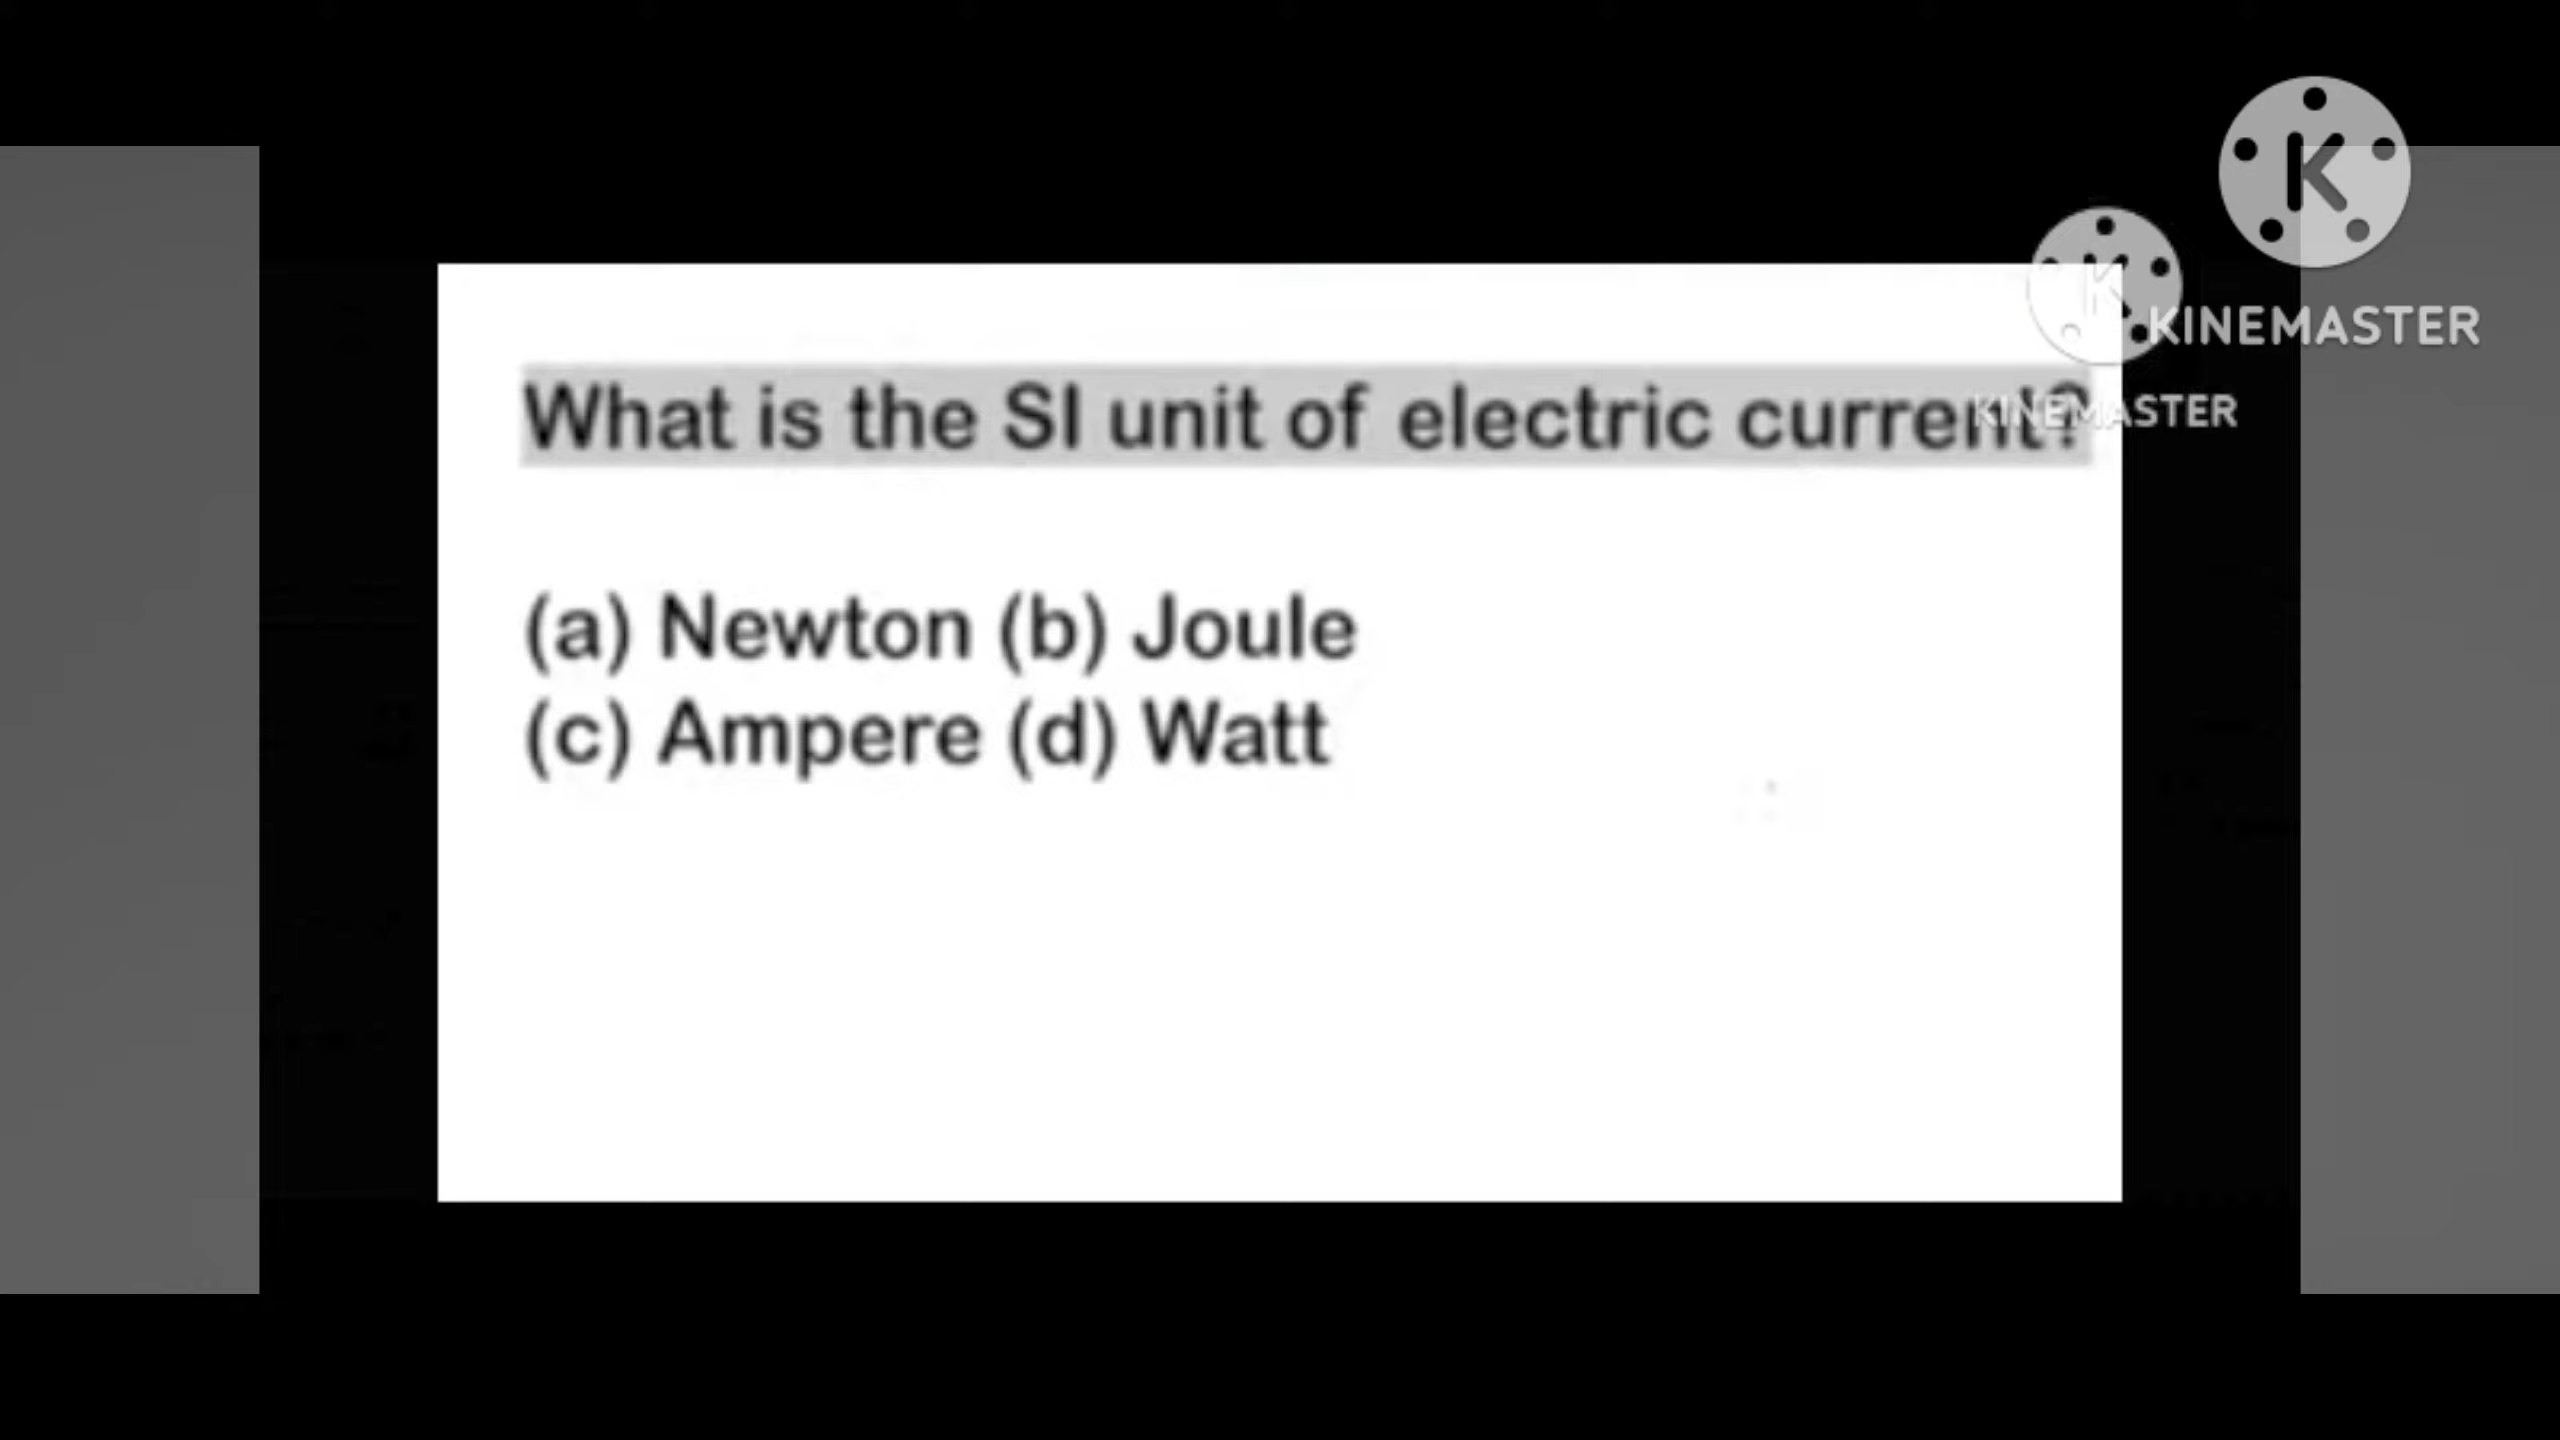 KINEMASTER
What is the SI unit of electric current?
KINEMASTER
(a) Newton (b) Joule
(c) Ampere (d) Watt